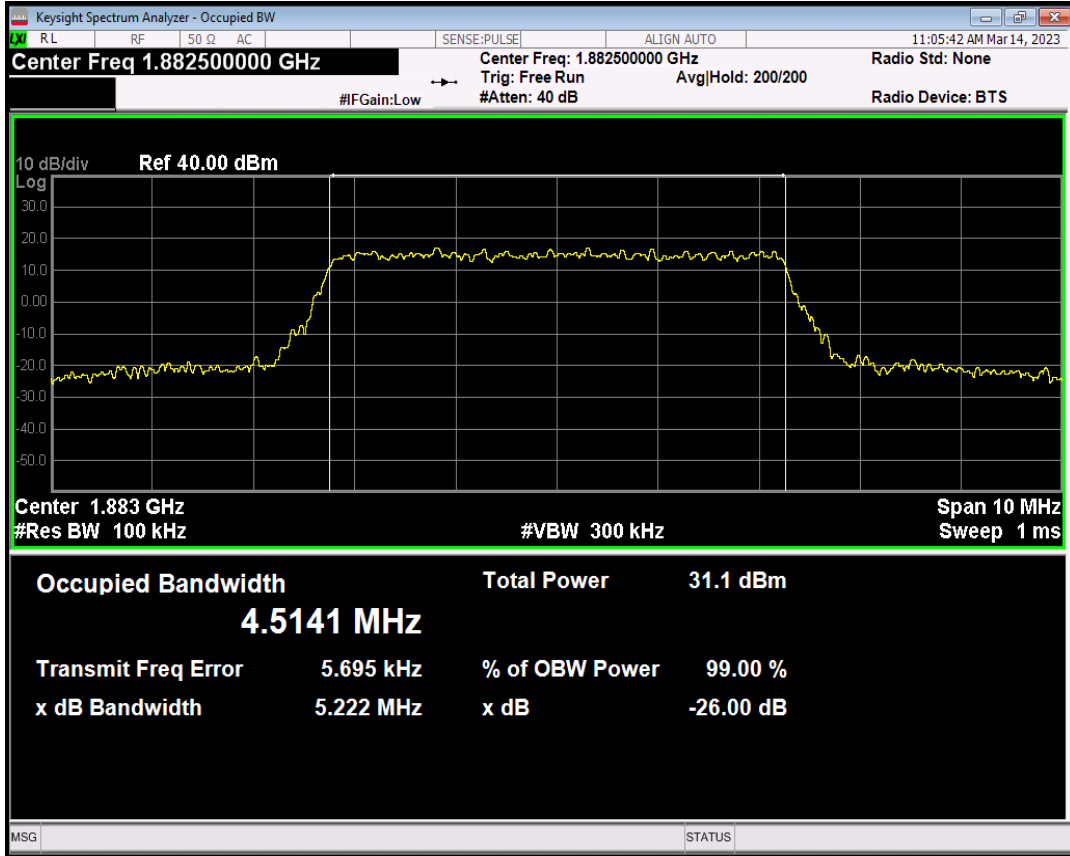 Keysight Spectrum Analyzer - Occupied BW
LXI RL RF 50 Ω AC SENSE:PULSE ALIGN AUTO 11:05:42 AM Mar 14, 2023
Center Freq 1.882500000 GHz
Center Freq: 1.882500000 GHz Radio Std: None
Trig: Free Run Avg|Hold: 200/200
#IFGain:Low #Atten: 40 dB Radio Device: BTS
10 dB/div Ref 40.00 dBm
Log
30.0
20.0
10.0
0.00
-10.0
-20.0
-30.0
-40.0
-50.0
Center 1.883 GHz Span 10 MHz
#Res BW 100 kHz #VBW 300 kHz Sweep 1 ms
Occupied Bandwidth Total Power 31.1 dBm
4.5141 MHz
Transmit Freq Error 5.695 kHz % of OBW Power 99.00 %
x dB Bandwidth 5.222 MHz x dB -26.00 dB
MSG STATUS